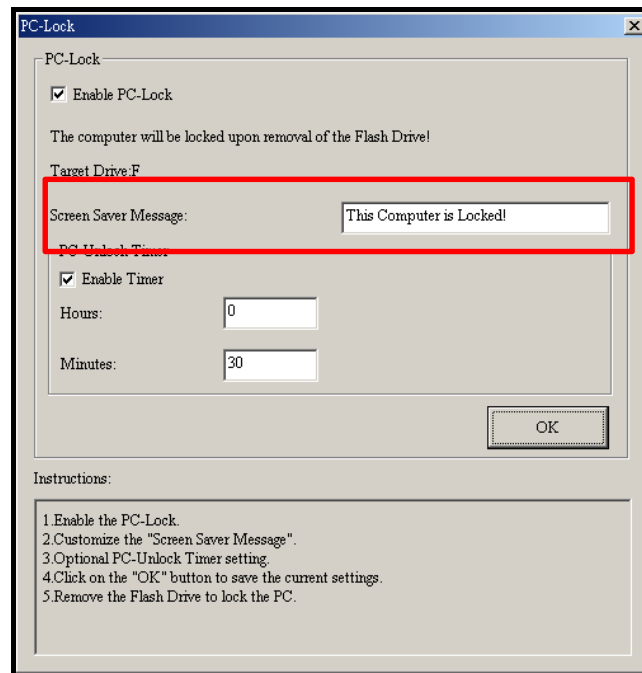 PC-Lock
PC-Lock
Enable PC-Lock
The computer will be locked upon removal of the Flash Drive!
Target Drive:F
Screen Saver Message: This Computer is Locked!
PC-Unlock Timer
Enable Timer
Hours: 0
Minutes: 30
OK
Instructions:
1.Enable the PC-Lock.
2.Customize the "Screen Saver Message".
3.Optional PC-Unlock Timer setting.
4.Click on the "OK" button to save the current settings.
5.Remove the Flash Drive to lock the PC.